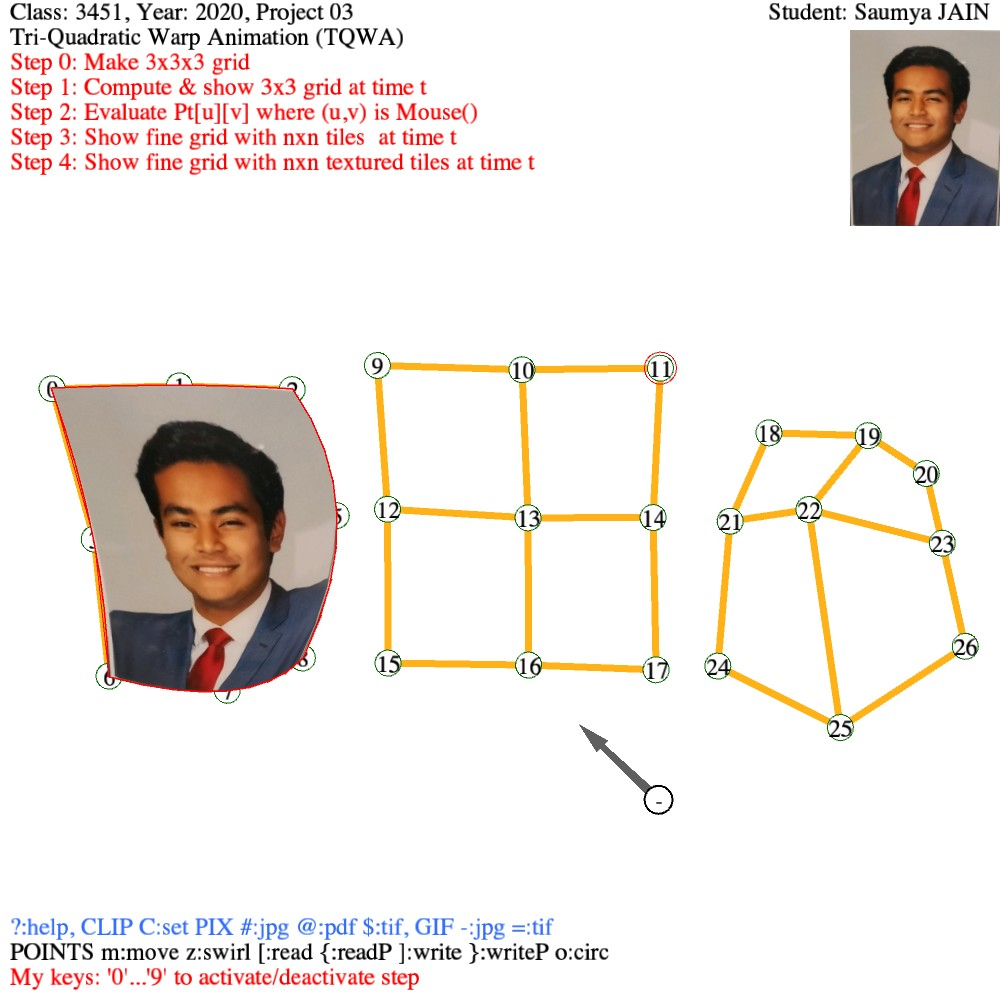 Class: 3451, Year: 2020, Project 03
Student: Saumya JAIN
Tri-Quadratic Warp Animation (TQWA)
Step 0: Make 3x3x3 grid
Step 1: Compute & show 3x3 grid at time t
Step 2: Evaluate Pt[u][v] where (u,v) is Mouse()
Step 3: Show fine grid with nxn tiles  at time t
Step 4: Show fine grid with nxn textured tiles at time t
0 1 2
9 10 11
18 19 20
3 5
12 13 14
21 22 23
6 7 8
15 16 17
24 25 26
-
?:help, CLIP C:set PIX #:jpg @:pdf $:tif, GIF -:jpg =:tif
POINTS m:move z:swirl [:read {:readP ]:write }:writeP o:circ
My keys: '0'...'9' to activate/deactivate step